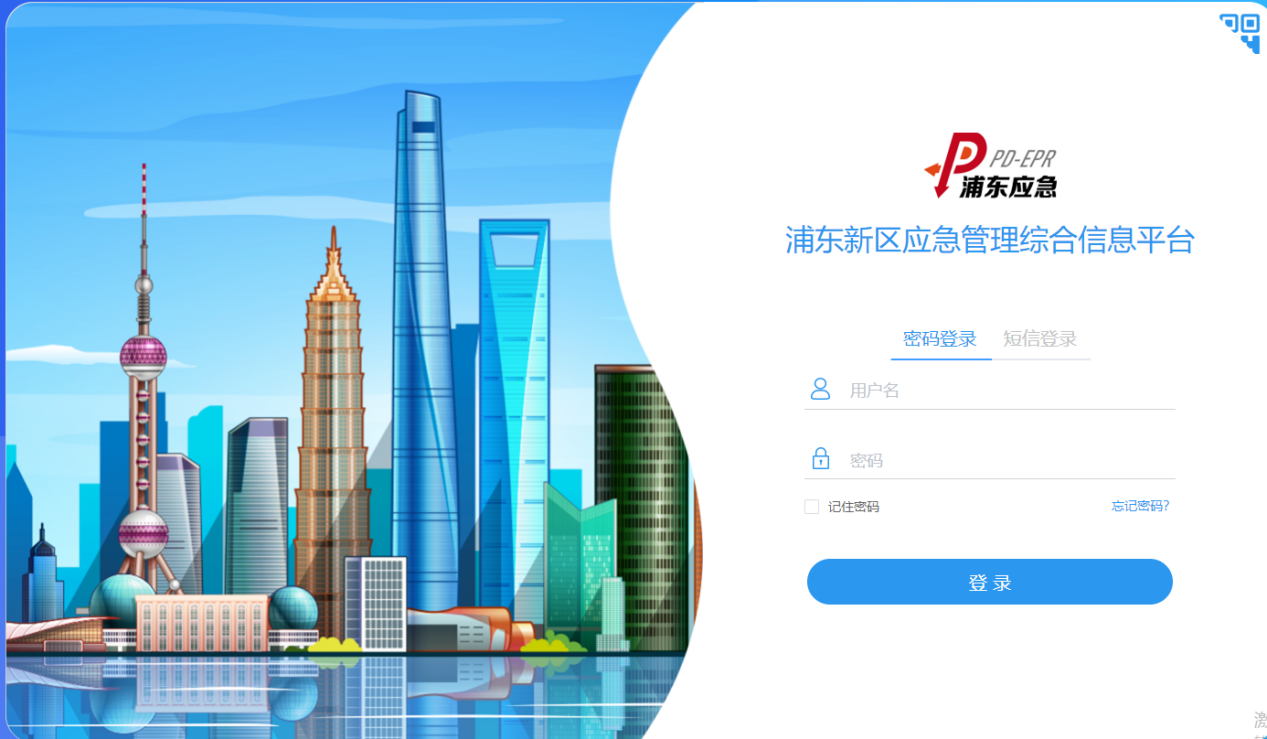 PD-EPR
浦东应急
浦东新区应急管理综合信息平台
密码登录 短信登录
用户名
密码
记住密码 忘记密码?
登 录